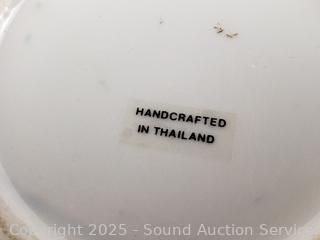 HANDCRAFTED
IN THAILAND
Copyright 2025 - Sound Auction Service